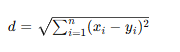 d = √∑ⁿᵢ₌₁(xᵢ − yᵢ)²